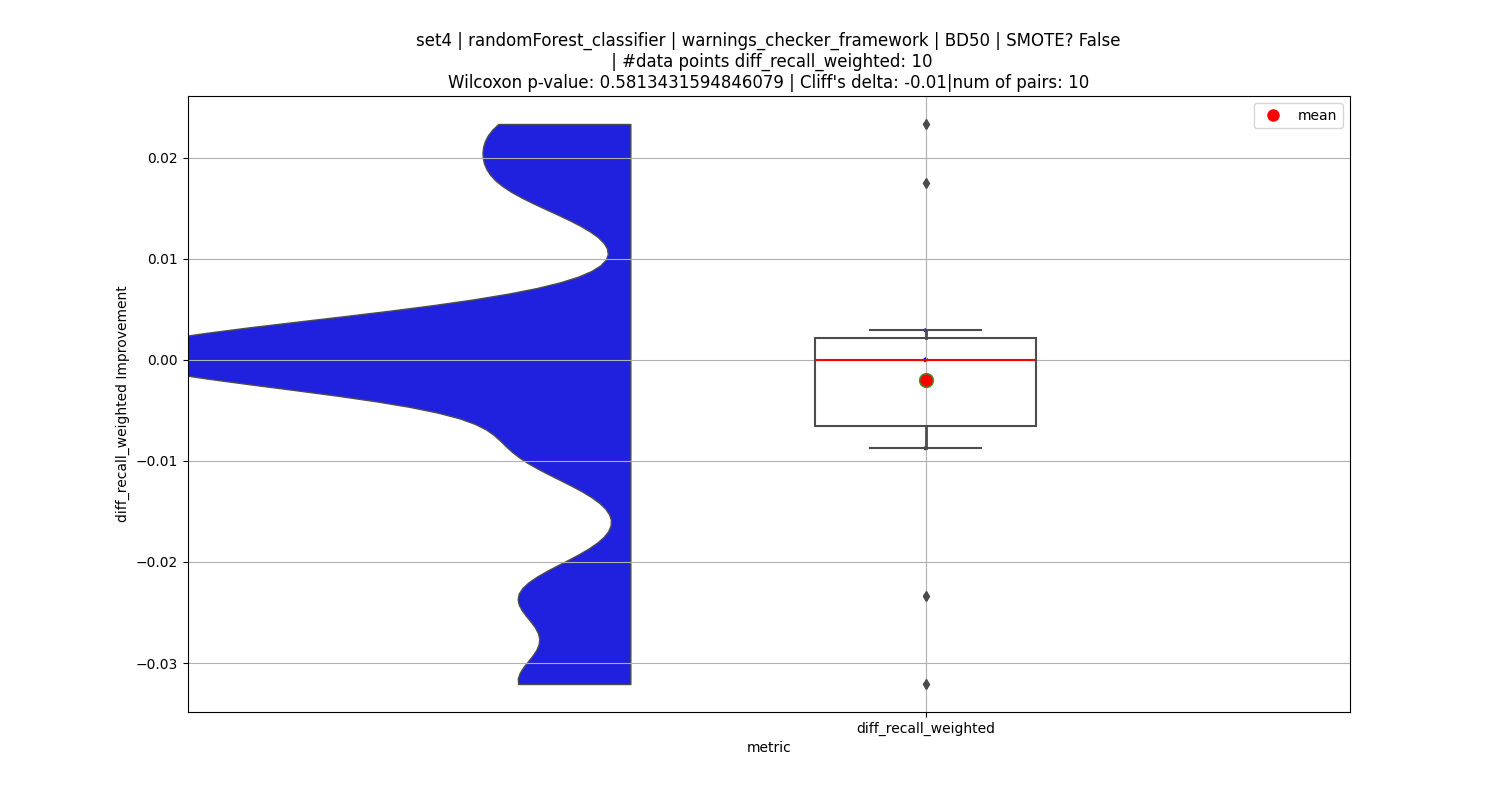 set4 | randomForest_classifier | warnings_checker_framework | BD50 | SMOTE? False
| #data points diff_recall_weighted: 10
Wilcoxon p-value: 0.5813431594846079 | Cliff's delta: -0.01|num of pairs: 10
mean
0.02
0.01
0.00
−0.01
−0.02
−0.03
diff_recall_weighted Improvement
diff_recall_weighted
metric